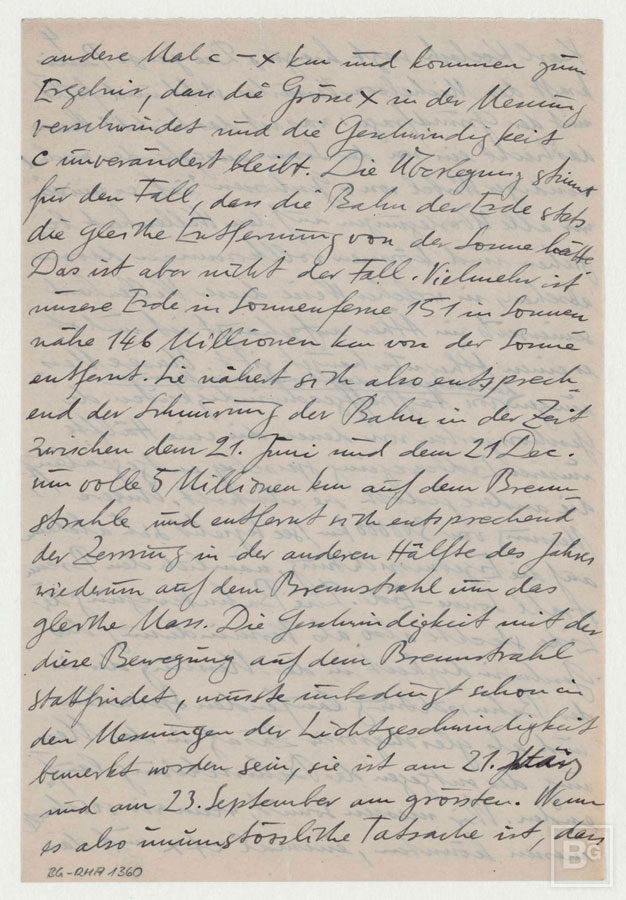 andere Mal c – x km und kommen zum
Ergebnis, dass die Grösse x in der Messung
verschwindet und die Geschwindigkeit
c unverändert bleibt. Die Überlegung stimmt
für den Fall, dass die Bahn der Erde stets
die gleiche Entfernung von der Sonne hätte.
Das ist aber nicht der Fall. Vielmehr ist
unsere Erde in Sonnenferne 151 in Sonnen
nähe 146 Millionen km von der Sonne
entfernt. Sie nähert sich also entsprech-
end der Schnürung der Bahn in der Zeit
zwischen dem 21. Juni und dem 21 Dec.
um volle 5 Millionen km auf dem Brenn-
strahle und entfernt sich entsprechend
der Zerrung in der anderen Hälfte des Jahres
wiederum auf dem Brennstrahl um das
gleiche Mass. Die Geschwindigkeit mit der
diese Bewegung auf dem Brennstrahl
stattfindet, müsste unbedingt schon in
den Messungen der Lichtgeschwindigkeit
bemerkt worden sein, sie ist am 21. März
und am 23. September am grössten. Wenn
es also unumstössliche Tatsache ist, dass
BG-RHA 1360
BG